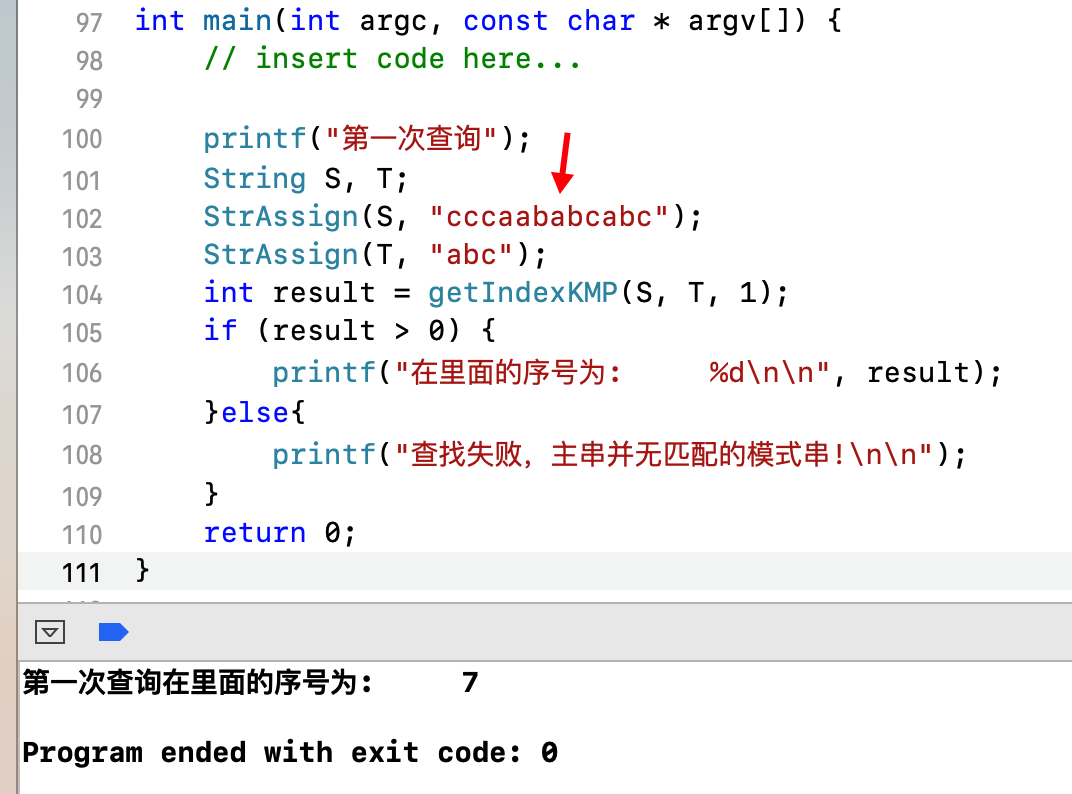 97 int main(int argc, const char * argv[]) {
98     // insert code here...
99
100     printf("第一次查询");
101     String S, T;
102     StrAssign(S, "cccaababcabc");
103     StrAssign(T, "abc");
104     int result = getIndexKMP(S, T, 1);
105     if (result > 0) {
106         printf("在里面的序号为:     %d\n\n", result);
107     }else{
108         printf("查找失败，主串并无匹配的模式串!\n\n");
109     }
110     return 0;
111 }
第一次查询在里面的序号为:     7
Program ended with exit code: 0